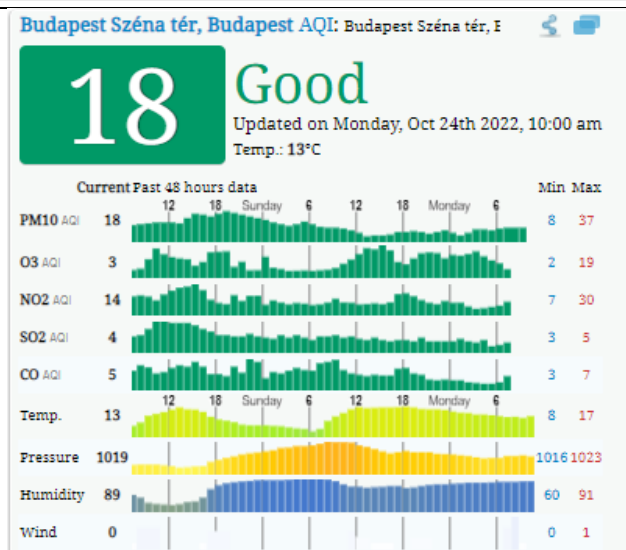 Budapest Széna tér, Budapest AQI: Budapest Széna tér, E
18
Good
Updated on Monday, Oct 24th 2022, 10:00 am
Temp.: 13°C
Current Past 48 hours data Min Max
12 18 Sunday 6 12 18 Monday 6
PM10 AQI 18 8 37
O3 AQI 3 2 19
NO2 AQI 14 7 30
SO2 AQI 4 3 5
CO AQI 5 3 7
12 18 Sunday 6 12 18 Monday 6
Temp. 13 8 17
Pressure 1019 1016 1023
Humidity 89 60 91
Wind 0 0 1